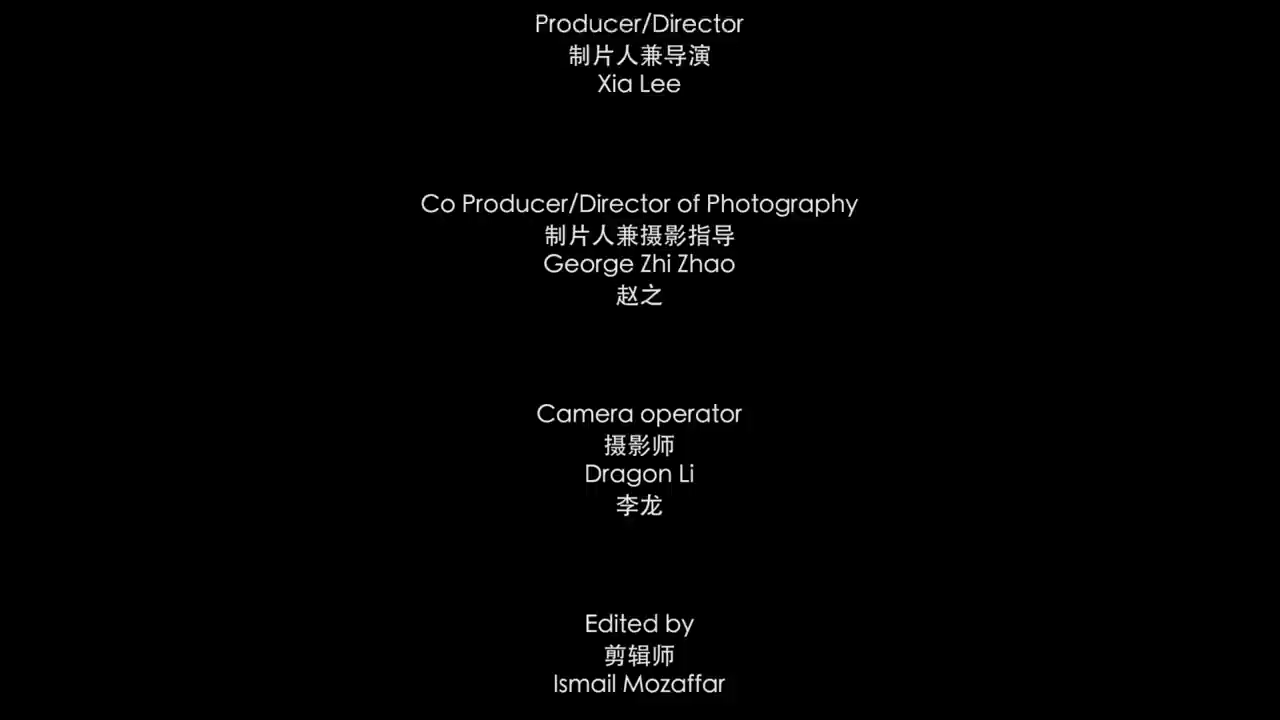 Producer/Director
制片人兼导演
Xia Lee
Co Producer/Director of Photography
制片人兼摄影指导
George Zhi Zhao
赵之
Camera operator
摄影师
Dragon Li
李龙
Edited by
剪辑师
Ismail Mozaffar